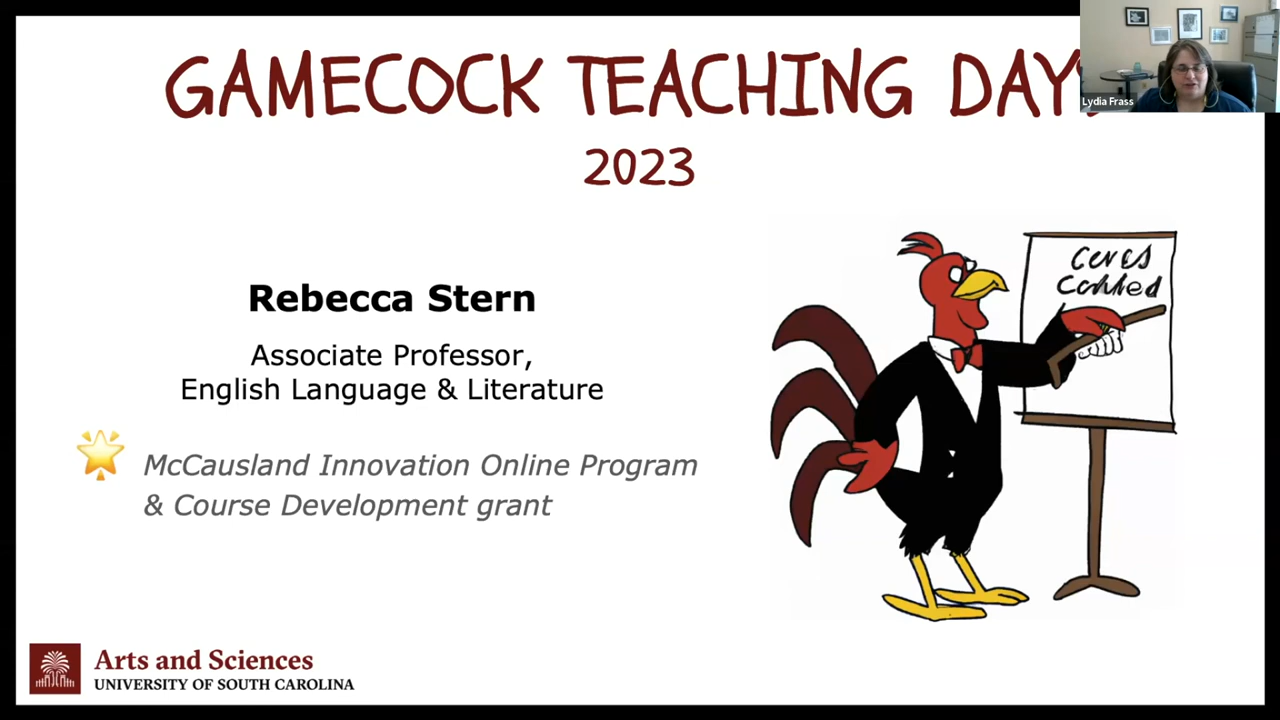 GAMECOCK TEACHING DAY
2023
Lydia Frass
Rebecca Stern
Associate Professor,
English Language & Literature
McCausland Innovation Online Program
& Course Development grant
Arts and Sciences
UNIVERSITY OF SOUTH CAROLINA